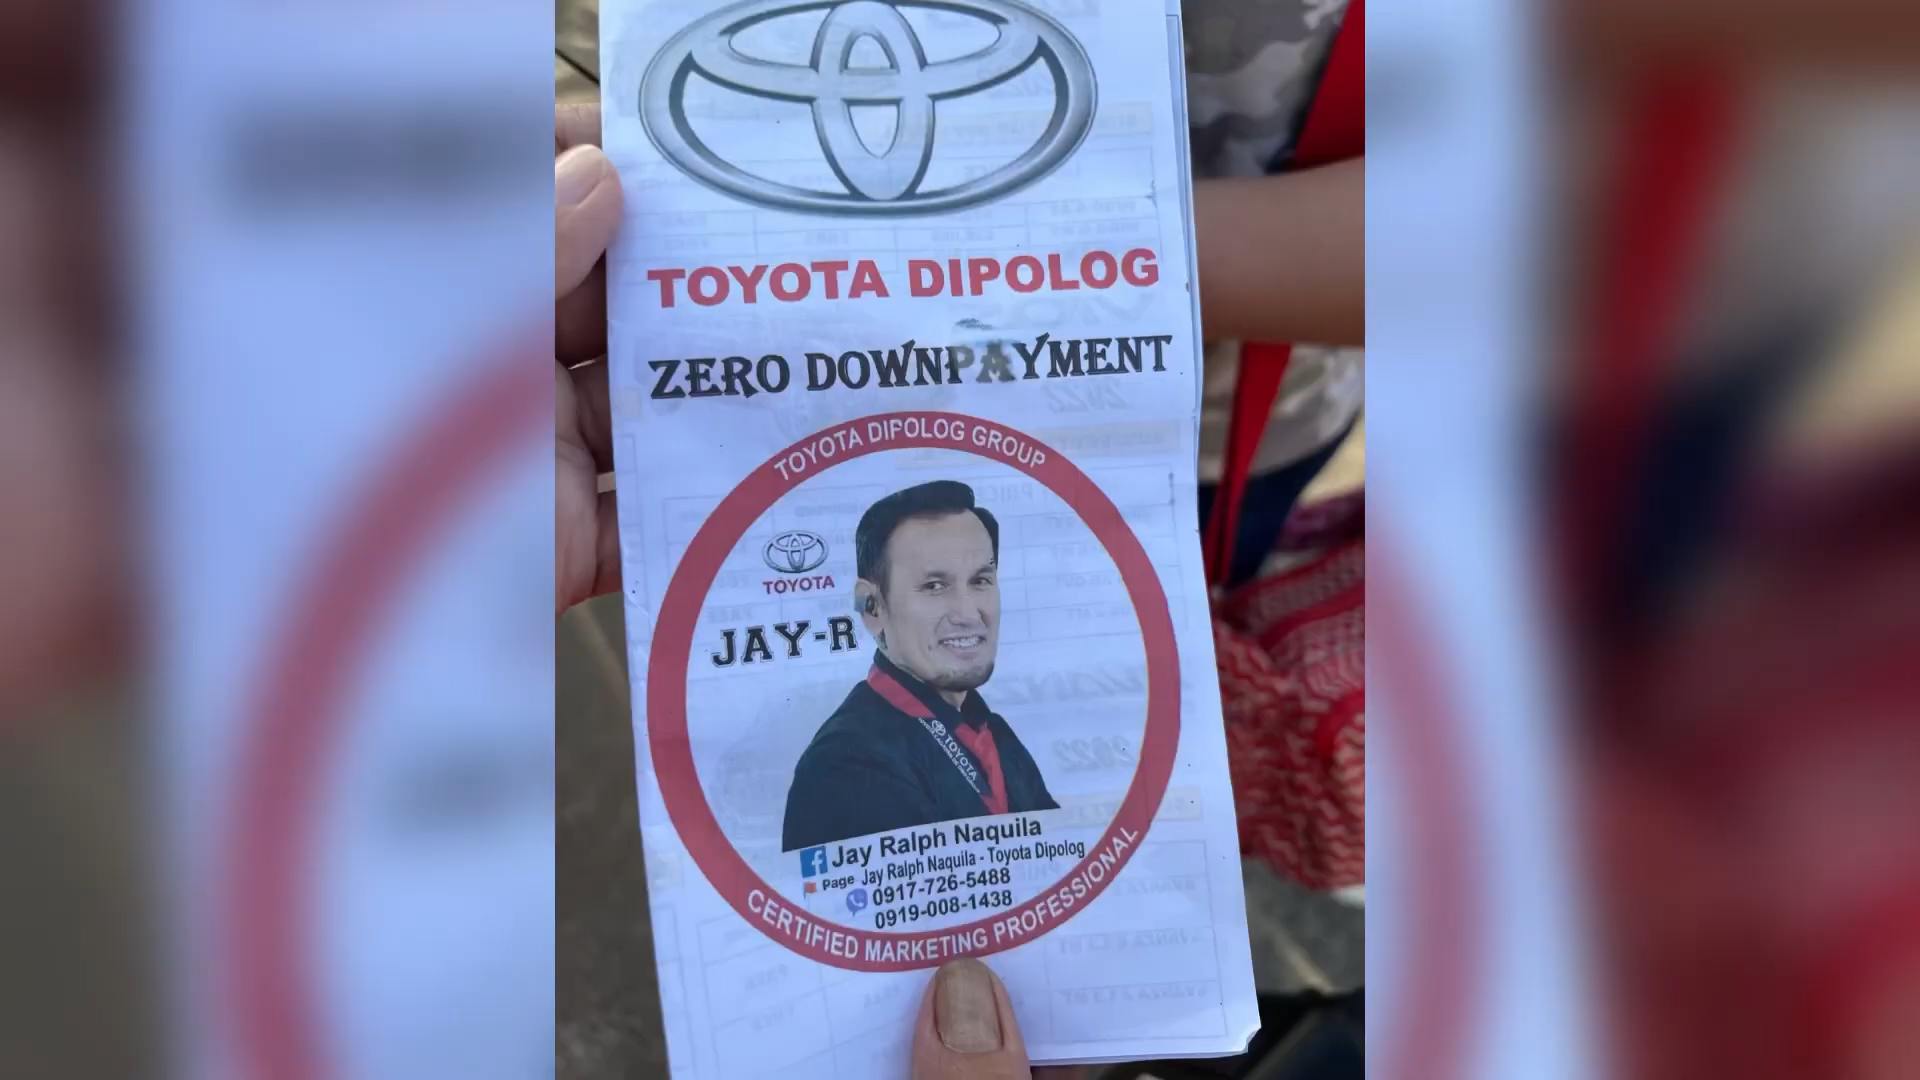 TOYOTA DIPOLOG
ZERO DOWNPAYMENT
TOYOTA DIPOLOG GROUP
TOYOTA
JAY-R
TOYOTA
Jay Ralph Naquila
Page Jay Ralph Naquila - Toyota Dipolog
0917-726-5488
0919-008-1438
CERTIFIED MARKETING PROFESSIONAL